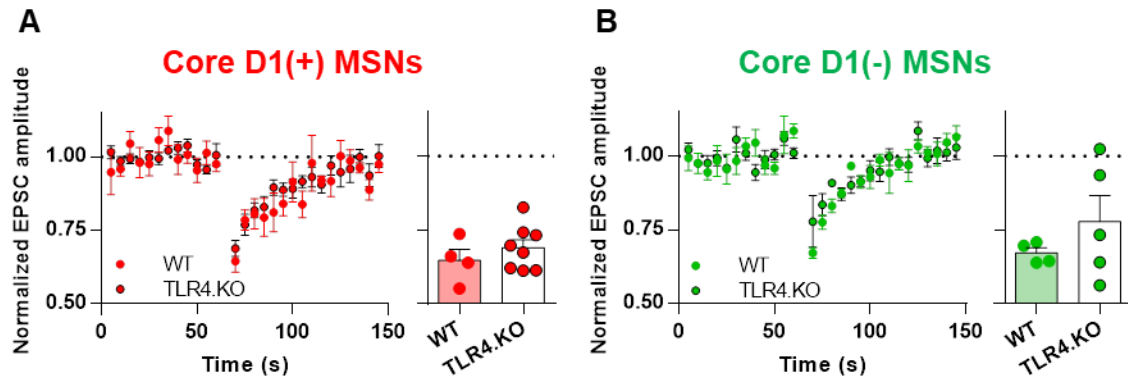 A
Core D1(+) MSNs
Normalized EPSC amplitude
1.00
0.75
0.50
WT
TLR4.KO
0
50
100
150
Time (s)
WT
TLR4.KO
B
Core D1(-) MSNs
Normalized EPSC amplitude
1.00
0.75
0.50
WT
TLR4.KO
0
50
100
150
Time (s)
WT
TLR4.KO